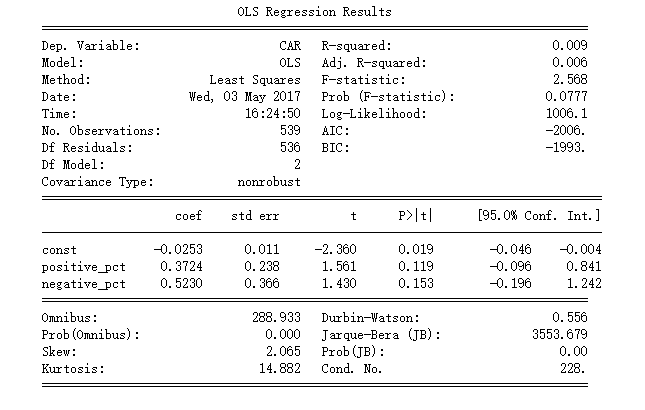 OLS Regression Results
Dep. Variable: CAR R-squared: 0.009
Model: OLS Adj. R-squared: 0.006
Method: Least Squares F-statistic: 2.568
Date: Wed, 03 May 2017 Prob (F-statistic): 0.0777
Time: 16:24:50 Log-Likelihood: 1006.1
No. Observations: 539 AIC: -2006.
Df Residuals: 536 BIC: -1993.
Df Model: 2
Covariance Type: nonrobust
coef std err t P>|t| [95.0% Conf. Int.]
const -0.0253 0.011 -2.360 0.019 -0.046 -0.004
positive_pct 0.3724 0.238 1.561 0.119 -0.096 0.841
negative_pct 0.5230 0.366 1.430 0.153 -0.196 1.242
Omnibus: 288.933 Durbin-Watson: 0.556
Prob(Omnibus): 0.000 Jarque-Bera (JB): 3553.679
Skew: 2.065 Prob(JB): 0.00
Kurtosis: 14.882 Cond. No. 228.